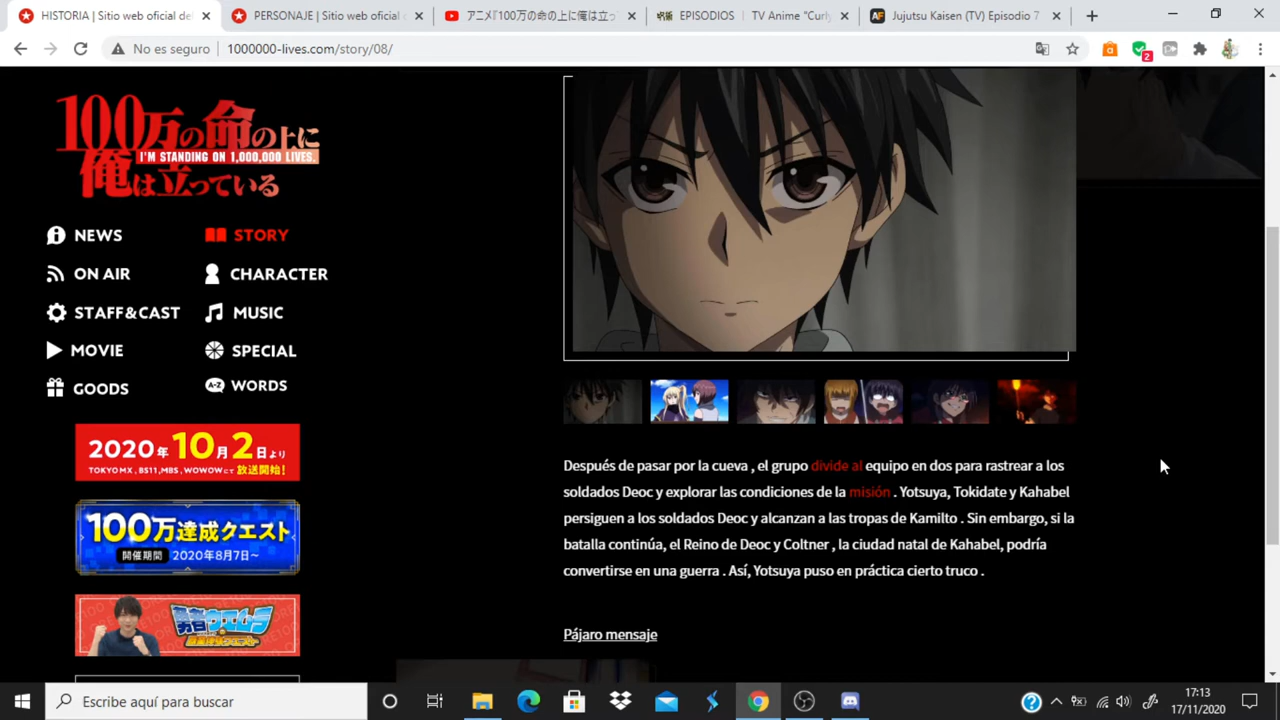 HISTORIA | Sitio web oficial de
PERSONAJE | Sitio web oficial
アニメ『100万の命の上に俺は立っ
呪術 EPISODIOS | TV Anime "Curly
Jujutsu Kaisen (TV) Episodio 7
No es seguro
1000000-lives.com/story/08/
2
100万の命の上に
俺は立っている
I'M STANDING ON 1,000,000 LIVES.
NEWS
STORY
ON AIR
CHARACTER
STAFF&CAST
MUSIC
MOVIE
SPECIAL
GOODS
WORDS
2020年10月2日より
TOKYO MX , BS11,MBS , WOWOWにて放送開始!
100万達成クエスト
開催期間 2020年8月7日~
Después de pasar por la cueva , el grupo divide al equipo en dos para rastrear a los
soldados Deoc y explorar las condiciones de la misión . Yotsuya, Tokidate y Kahabel
persiguen a los soldados Deoc y alcanzan a las tropas de Kamilto . Sin embargo, si la
batalla continúa, el Reino de Deoc y Coltner , la ciudad natal de Kahabel, podría
convertirse en una guerra . Así, Yotsuya puso en práctica cierto truco .
Pájaro mensaje
Escribe aquí para buscar
17:13
17/11/2020